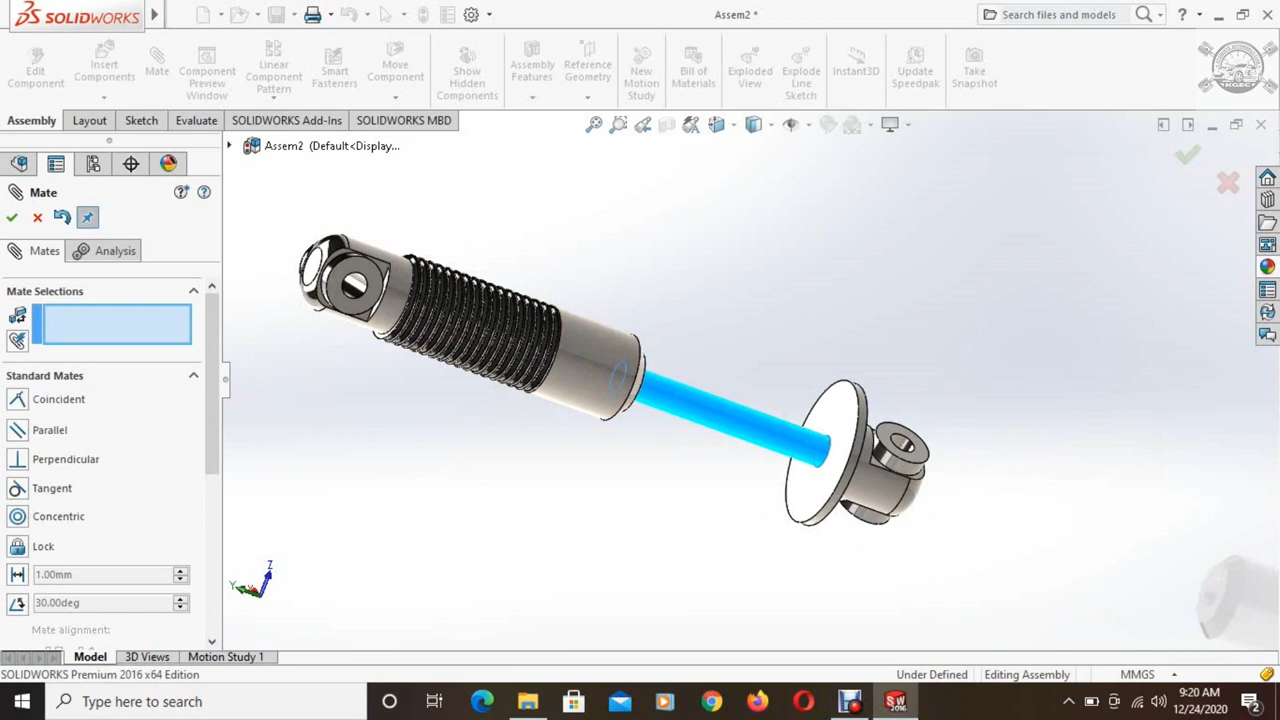 SOLIDWORKS
Assem2 *
Search files and models
?
Edit Component
Insert Components
Mate
Component Preview Window
Linear Component Pattern
Smart Fasteners
Move Component
Show Hidden Components
Assembly Features
Reference Geometry
New Motion Study
Bill of Materials
Exploded View
Explode Line Sketch
Instant3D
Update Speedpak
Take Snapshot
Assembly
Layout
Sketch
Evaluate
SOLIDWORKS Add-Ins
SOLIDWORKS MBD
Assem2 (Default<Display...
Mate
Mates
Analysis
Mate Selections
Standard Mates
Coincident
Parallel
Perpendicular
Tangent
Concentric
Lock
1.00mm
30.00deg
Mate alignment:
Z
Y
Model
3D Views
Motion Study 1
SOLIDWORKS Premium 2016 x64 Edition
Under Defined
Editing Assembly
MMGS
Type here to search
SW
2016
9:20 AM
12/24/2020
2